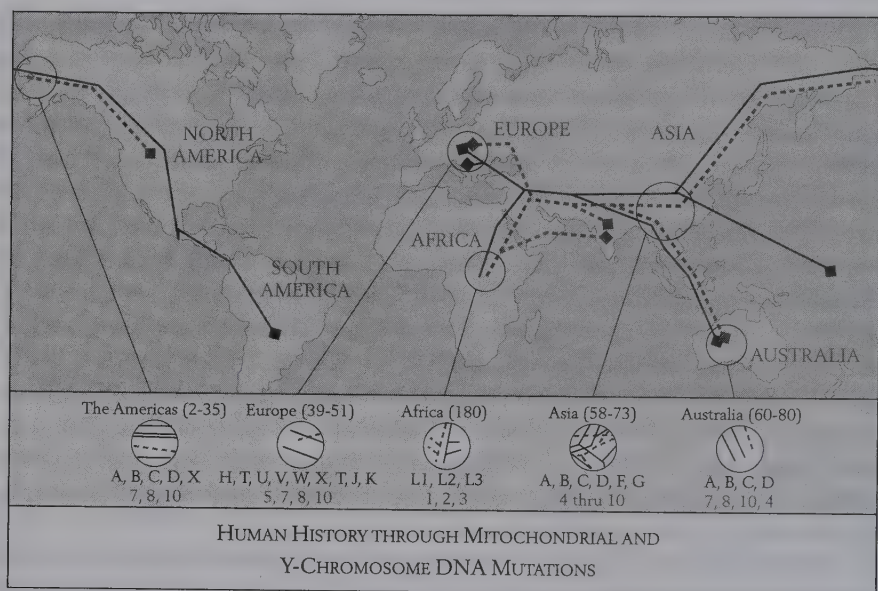 NORTH
AMERICA
EUROPE
ASIA
AFRICA
SOUTH
AMERICA
AUSTRALIA
The Americas (2-35)
A, B, C, D, X
7, 8, 10
Europe (39-51)
H, T, U, V, W, X, T, J, K
5, 7, 8, 10
Africa (180)
L1, L2, L3
1, 2, 3
Asia (58-73)
A, B, C, D, F, G
4 thru 10
Australia (60-80)
A, B, C, D
7, 8, 10, 4
HUMAN HISTORY THROUGH MITOCHONDRIAL AND
Y-CHROMOSOME DNA MUTATIONS